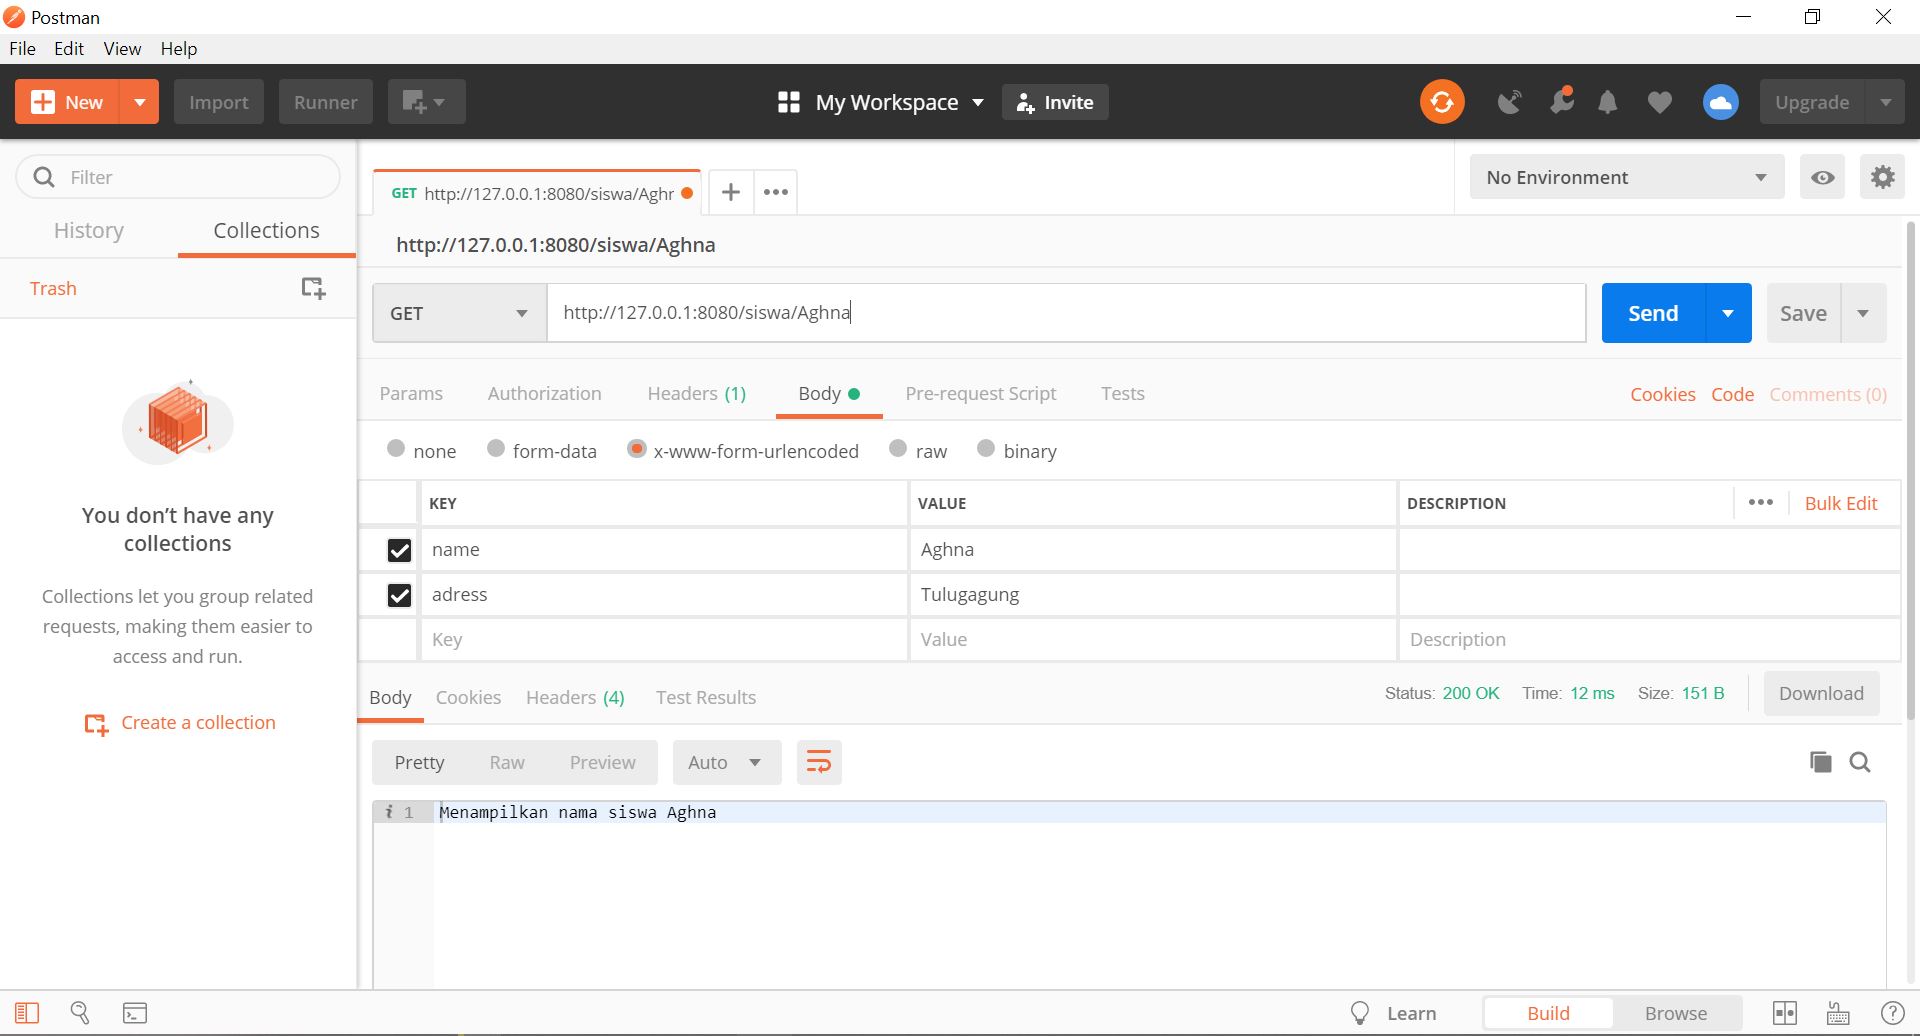 Postman
File Edit View Help
New Import Runner My Workspace Invite Upgrade
Filter
History Collections
Trash
You don't have any
collections
Collections let you group related
requests, making them easier to
access and run.
Create a collection
GET http://127.0.0.1:8080/siswa/Aghr
No Environment
http://127.0.0.1:8080/siswa/Aghna
GET http://127.0.0.1:8080/siswa/Aghna Send Save
Params Authorization Headers (1) Body Pre-request Script Tests Cookies Code Comments (0)
none form-data x-www-form-urlencoded raw binary
KEY VALUE DESCRIPTION ••• Bulk Edit
name Aghna
adress Tulugagung
Key Value Description
Body Cookies Headers (4) Test Results Status: 200 OK Time: 12 ms Size: 151 B Download
Pretty Raw Preview Auto
i 1 Menampilkan nama siswa Aghna
Learn Build Browse